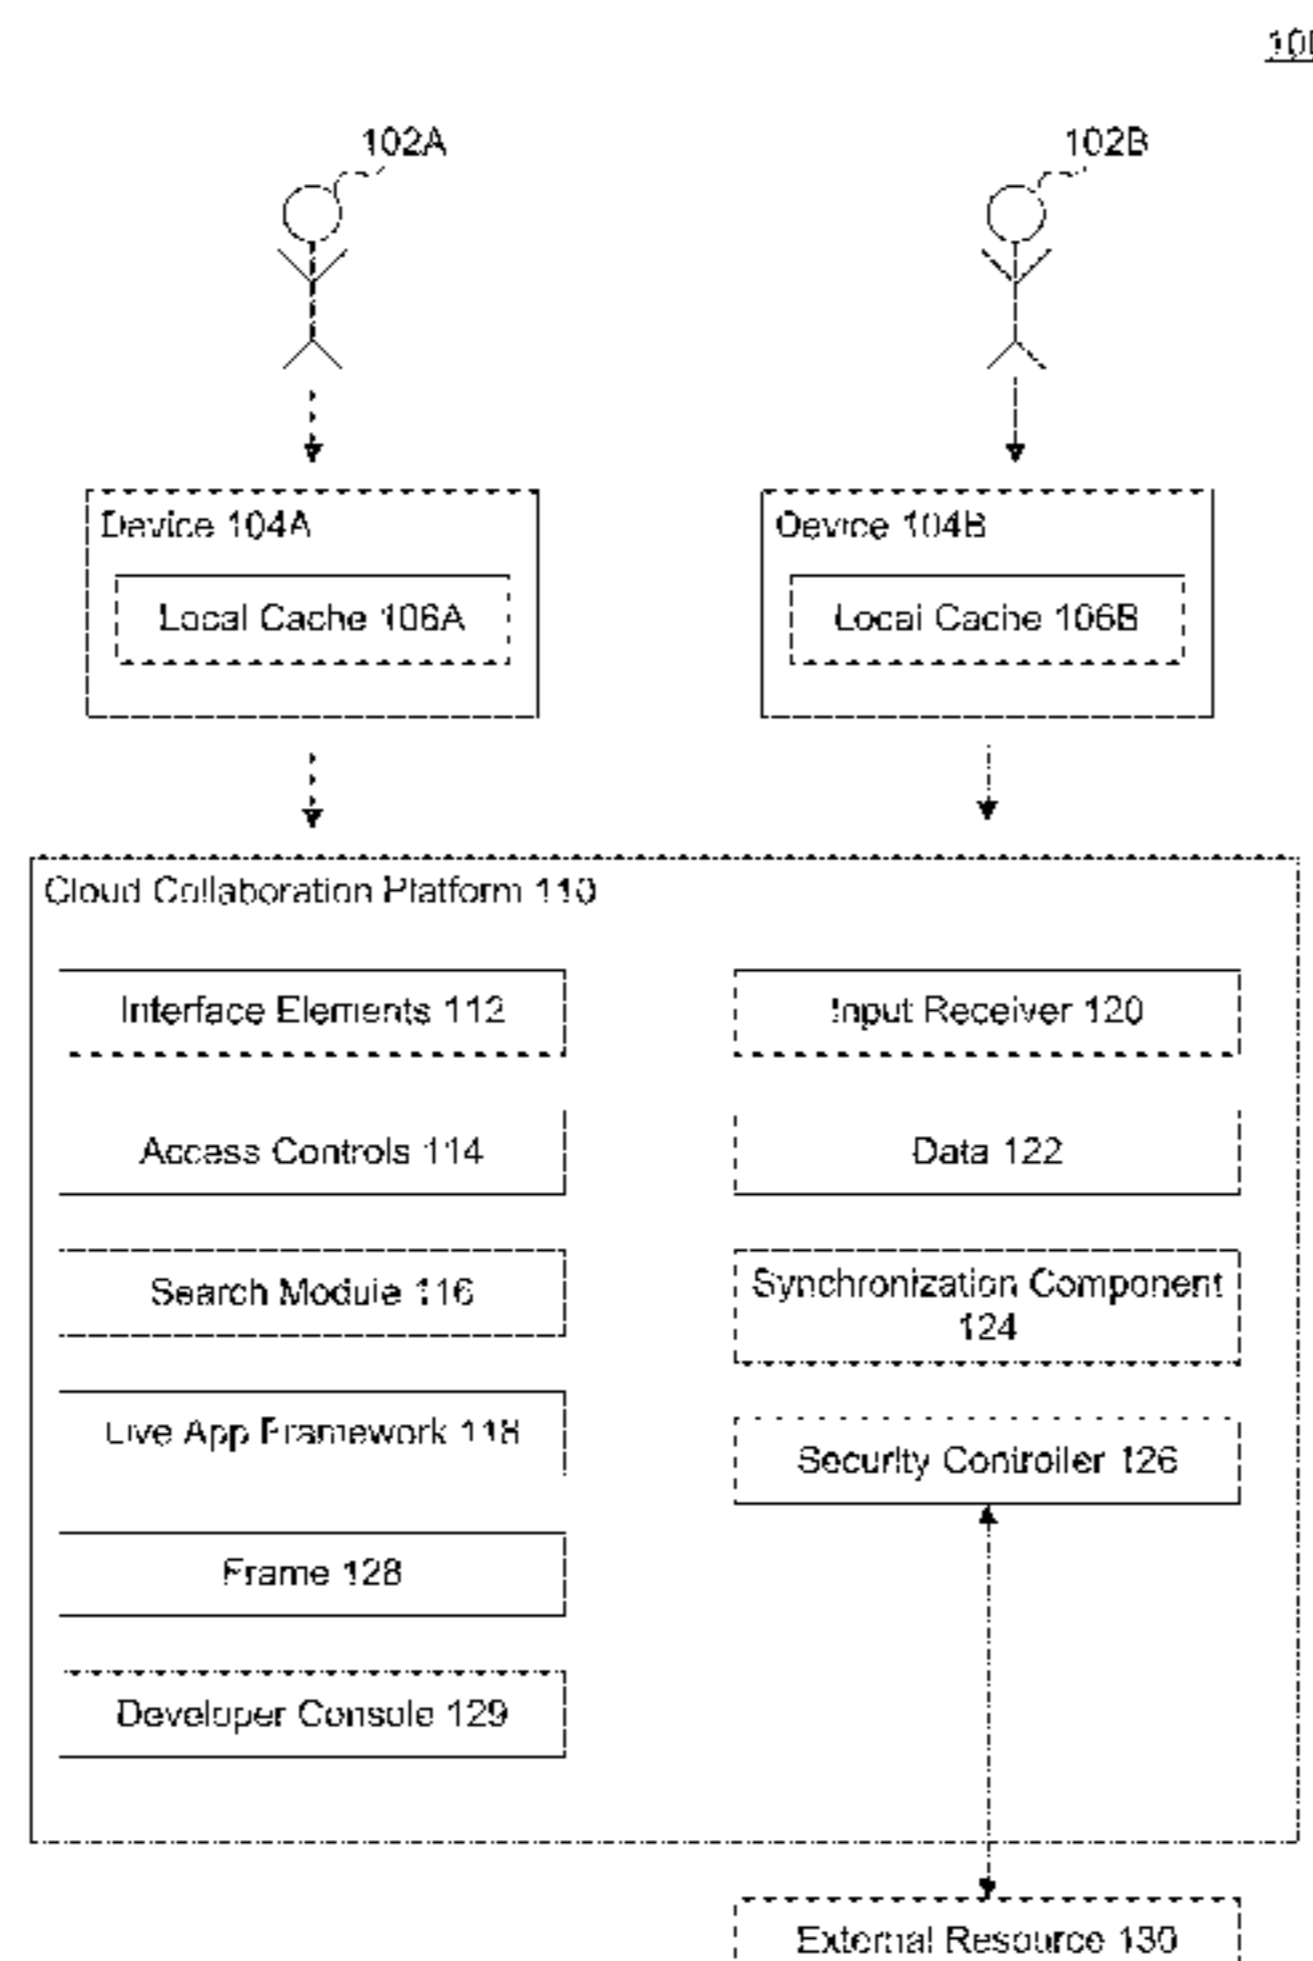 102A
102B
Device 104A
Device 104B
Local Cache 106A
Local Cache 106B
Cloud Collaboration Platform 110
Interface Elements 112
Input Receiver 120
Access Controls 114
Data 122
Search Module 116
Synchronization Component
124
Live App Framework 118
Security Controller 126
Frame 128
Developer Console 129
External Resource 130